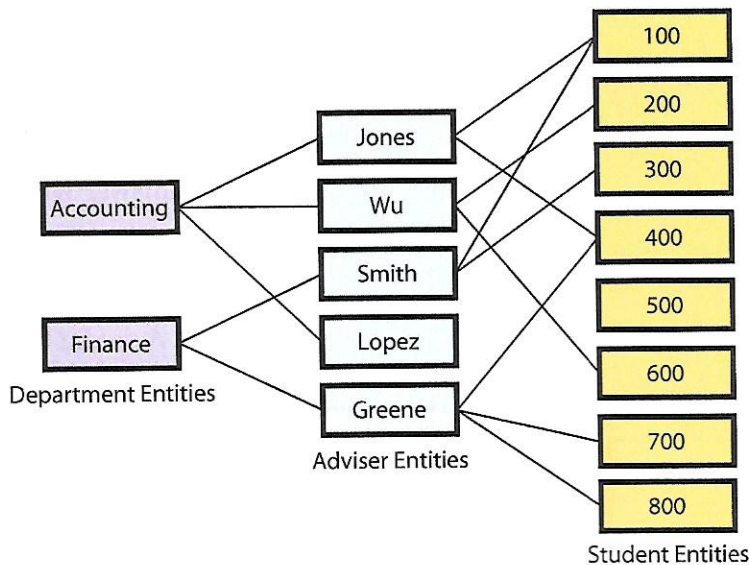 Accounting
Finance
Department Entities
Jones
Wu
Smith
Lopez
Greene
Adviser Entities
100
200
300
400
500
600
700
800
Student Entities